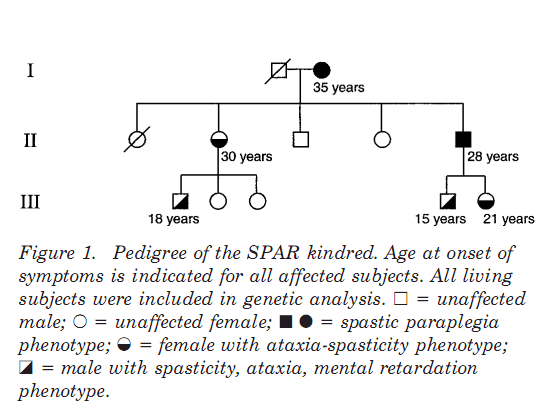 I
35 years
II
30 years
28 years
III
18 years
15 years
21 years
Figure 1. Pedigree of the SPAR kindred. Age at onset of
symptoms is indicated for all affected subjects. All living
subjects were included in genetic analysis. □ = unaffected
male; ○ = unaffected female; ■ ● = spastic paraplegia
phenotype; = female with ataxia-spasticity phenotype;
= male with spasticity, ataxia, mental retardation
phenotype.